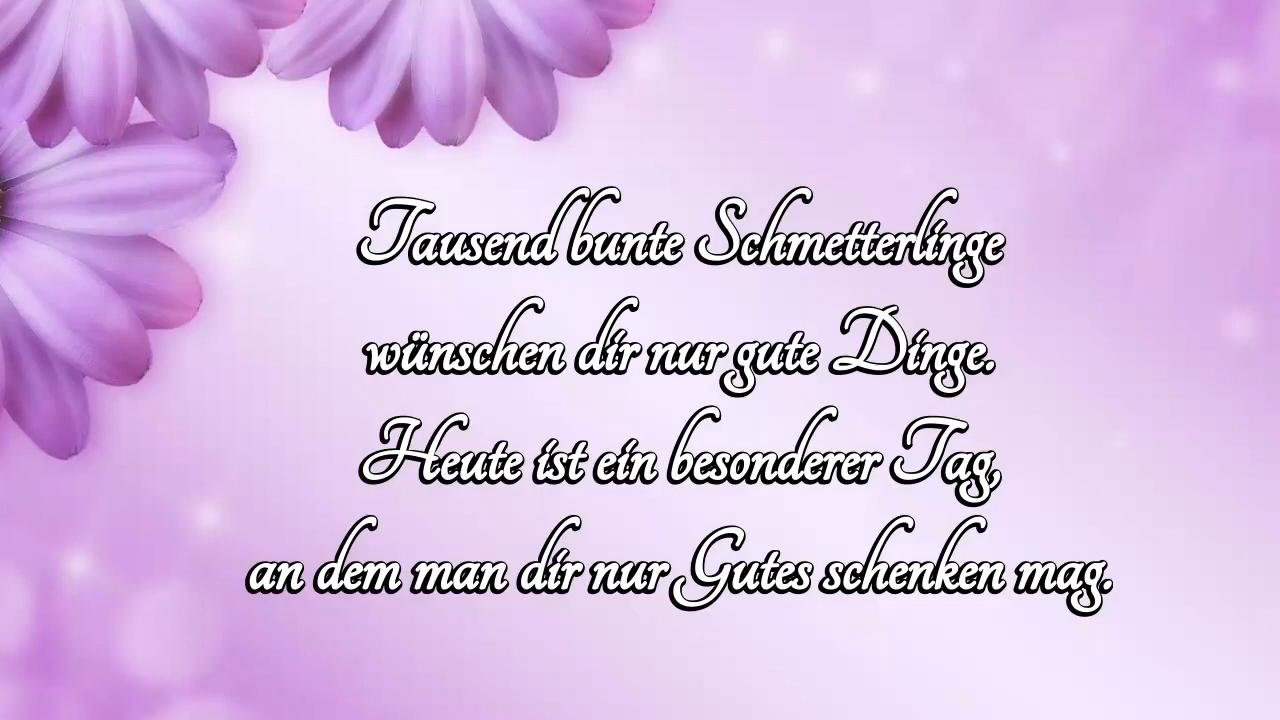 Tausend bunte Schmetterlinge
wünschen dir nur gute Dinge.
Heute ist ein besonderer Tag,
an dem man dir nur Gutes schenken mag.